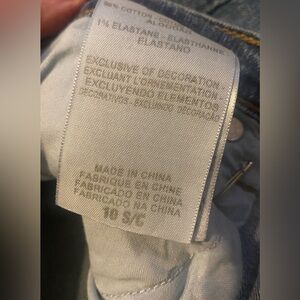 COTTON
1% ELASTANE - ELASTHANNE
ELASTANO
EXCLUSIVE OF DECORATION
EXCLUANT L'ORNEMENTATION
EXCLUYENDO ELEMENTOS
DECORATIVOS - EXCLUINDO DECORAÇÃO
MADE IN CHINA
FABRIQUÉ EN CHINE
FABRICADO EN CHINA
FABRICADO NA CHINA
10 S/C